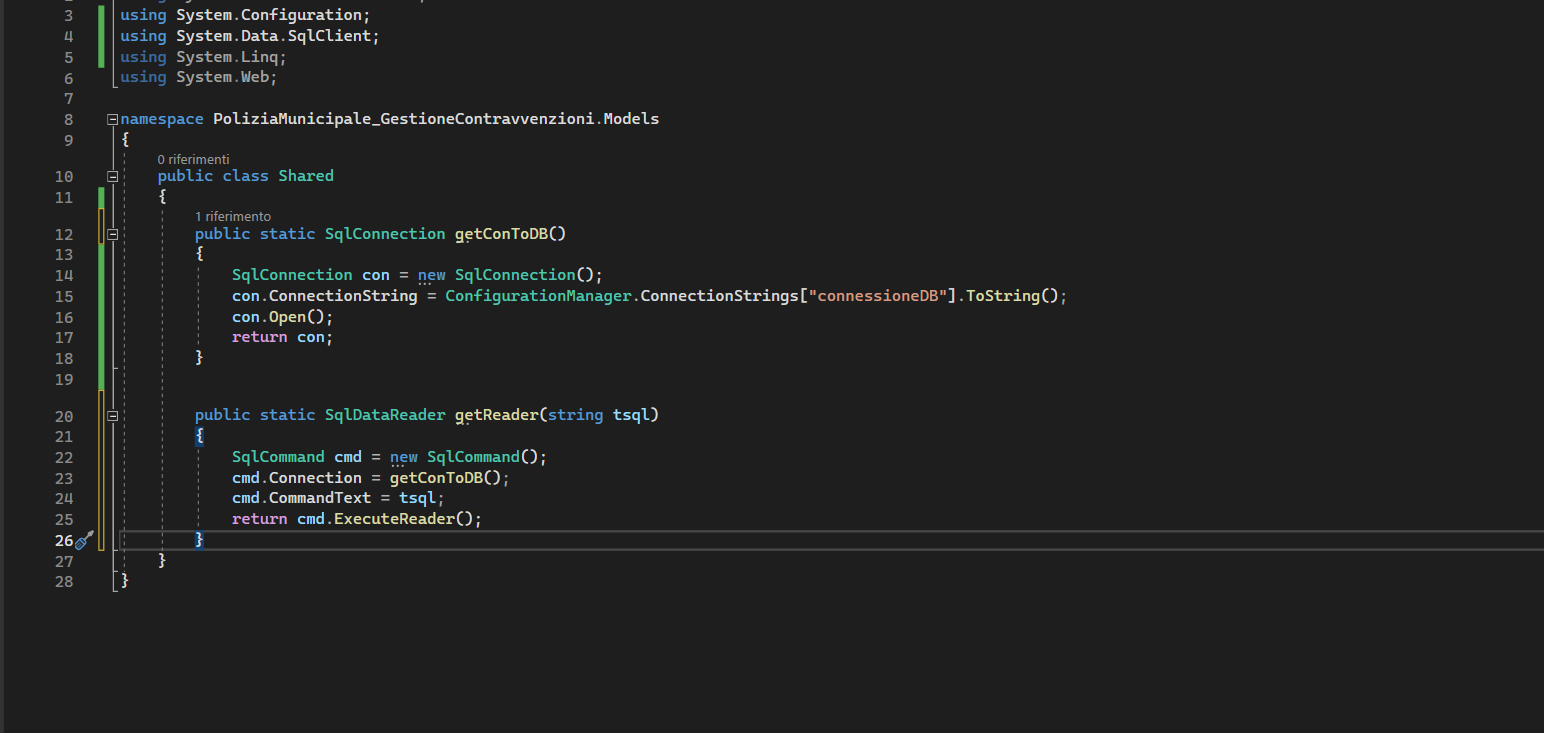 3 using System.Configuration;
4 using System.Data.SqlClient;
5 using System.Linq;
6 using System.Web;
7
8 namespace PoliziaMunicipale_GestioneContravvenzioni.Models
9 {
0 riferimenti
10 public class Shared
11 {
1 riferimento
12 public static SqlConnection getConToDB()
13 {
14 SqlConnection con = new SqlConnection();
15 con.ConnectionString = ConfigurationManager.ConnectionStrings["connessioneDB"].ToString();
16 con.Open();
17 return con;
18 }
19
20 public static SqlDataReader getReader(string tsql)
21 {
22 SqlCommand cmd = new SqlCommand();
23 cmd.Connection = getConToDB();
24 cmd.CommandText = tsql;
25 return cmd.ExecuteReader();
26 }
27 }
28 }